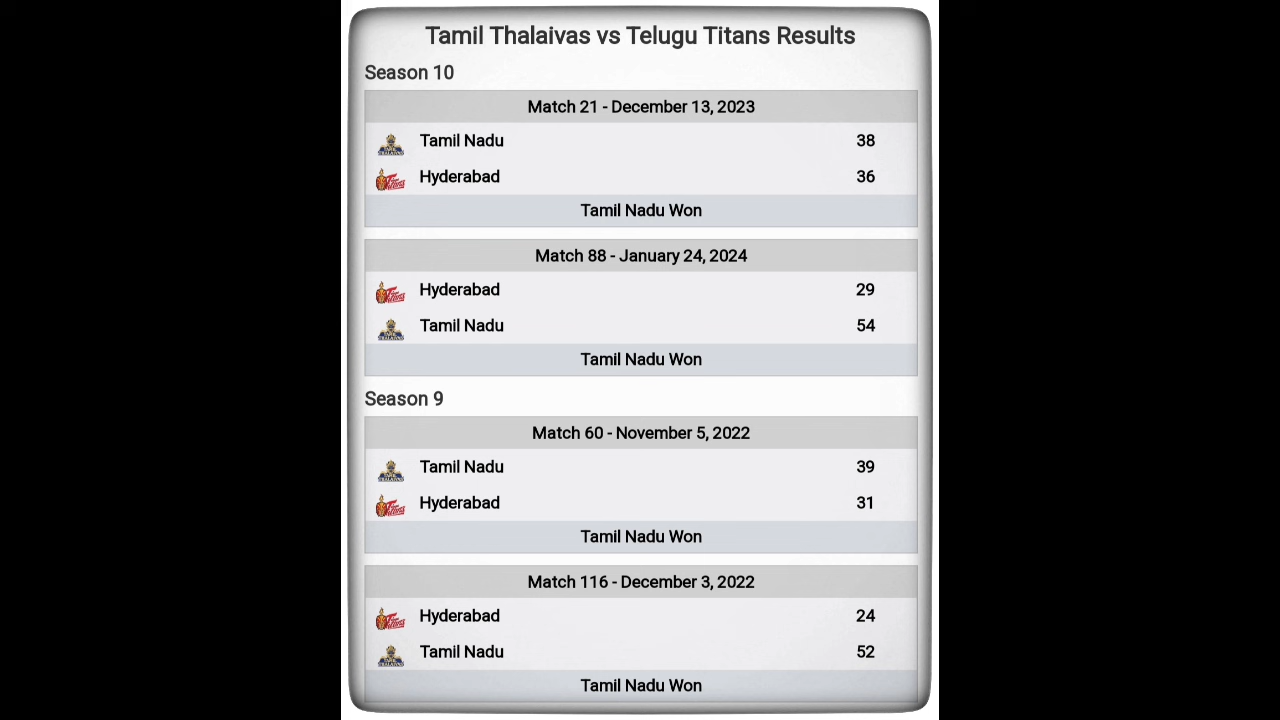 Tamil Thalaivas vs Telugu Titans Results
Season 10
Match 21 - December 13, 2023
Tamil Nadu 38
Hyderabad 36
Tamil Nadu Won
Match 88 - January 24, 2024
Hyderabad 29
Tamil Nadu 54
Tamil Nadu Won
Season 9
Match 60 - November 5, 2022
Tamil Nadu 39
Hyderabad 31
Tamil Nadu Won
Match 116 - December 3, 2022
Hyderabad 24
Tamil Nadu 52
Tamil Nadu Won